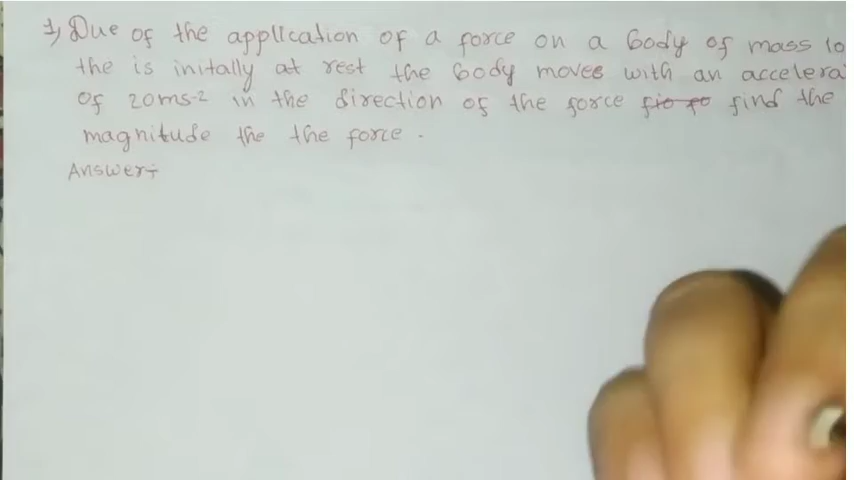 1, Due of the application of a force on a body of mass 10
the is initally at rest the body moves with an accelera
of 20ms-2 in the direction of the force find the
magnitude the the force .
Answer÷